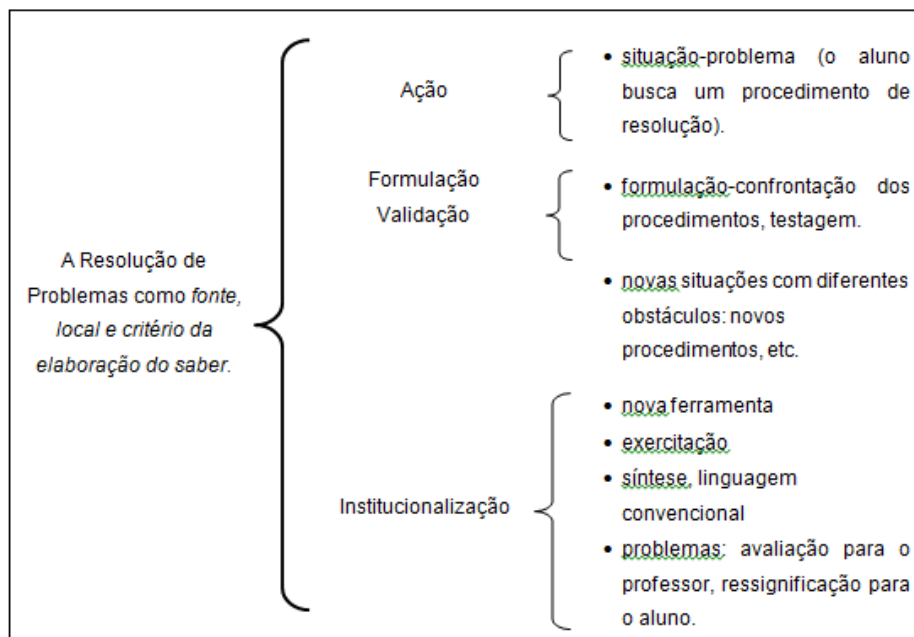 A Resolução de
Problemas como fonte,
local e critério da
elaboração do saber.
Ação
• situação-problema (o aluno
busca um procedimento de
resolução).
Formulação
Validação
• formulação-confrontação dos
procedimentos, testagem.
• novas situações com diferentes
obstáculos: novos
procedimentos, etc.
Institucionalização
• nova ferramenta
• exercitação
• síntese, linguagem
convencional
• problemas: avaliação para o
professor, ressignificação para
o aluno.